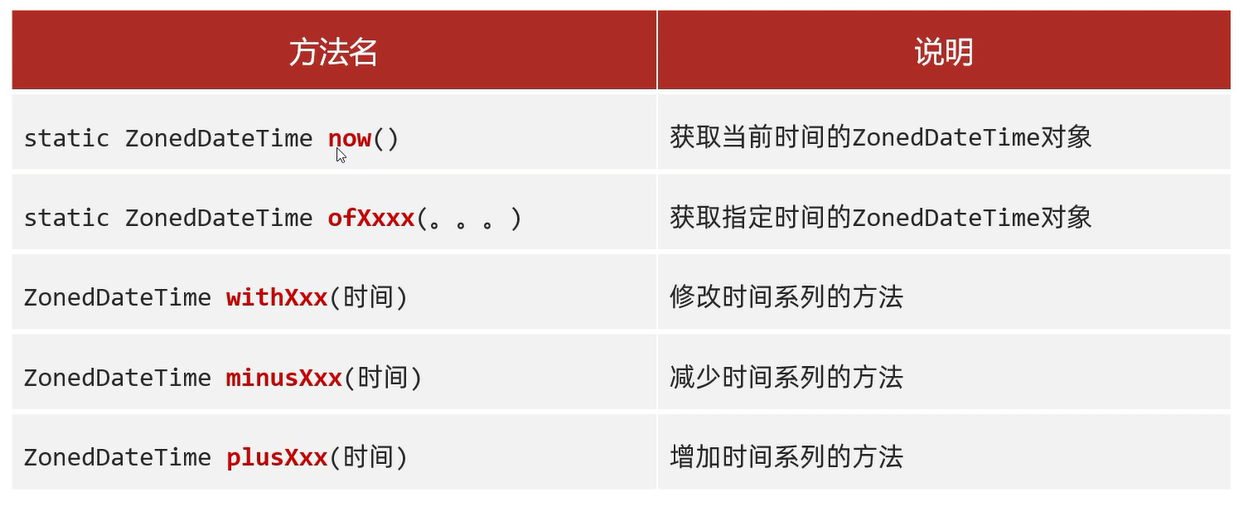 方法名 说明
static ZonedDateTime now() 获取当前时间的ZonedDateTime对象
static ZonedDateTime ofXxxx(。。。) 获取指定时间的ZonedDateTime对象
ZonedDateTime withXxx(时间) 修改时间系列的方法
ZonedDateTime minusXxx(时间) 减少时间系列的方法
ZonedDateTime plusXxx(时间) 增加时间系列的方法